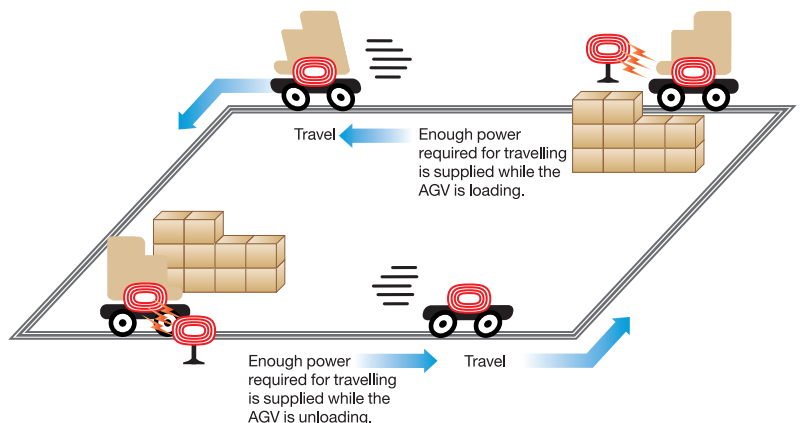 Travel
Enough power
required for travelling
is supplied while the
AGV is loading.
Enough power
required for travelling
is supplied while the
AGV is unloading.
Travel